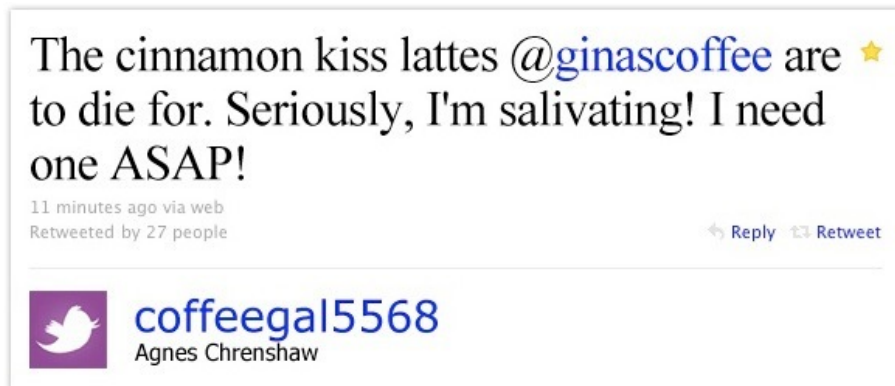 The cinnamon kiss lattes @ginascoffee are
to die for. Seriously, I'm salivating! I need
one ASAP!
11 minutes ago via web
Retweeted by 27 people
Reply Retweet
coffeegal5568
Agnes Chrenshaw